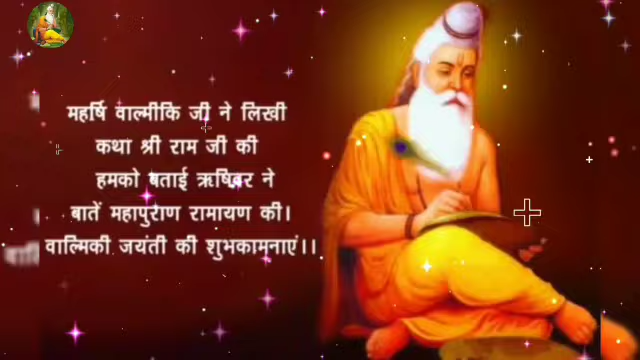 महर्षि वाल्मीकि जी ने लिखी
कथा श्री राम जी की
हमको बताई ऋषिवर ने
बातें महापुराण रामायण की।
वाल्मिकी जयंती की शुभकामनाएं।।